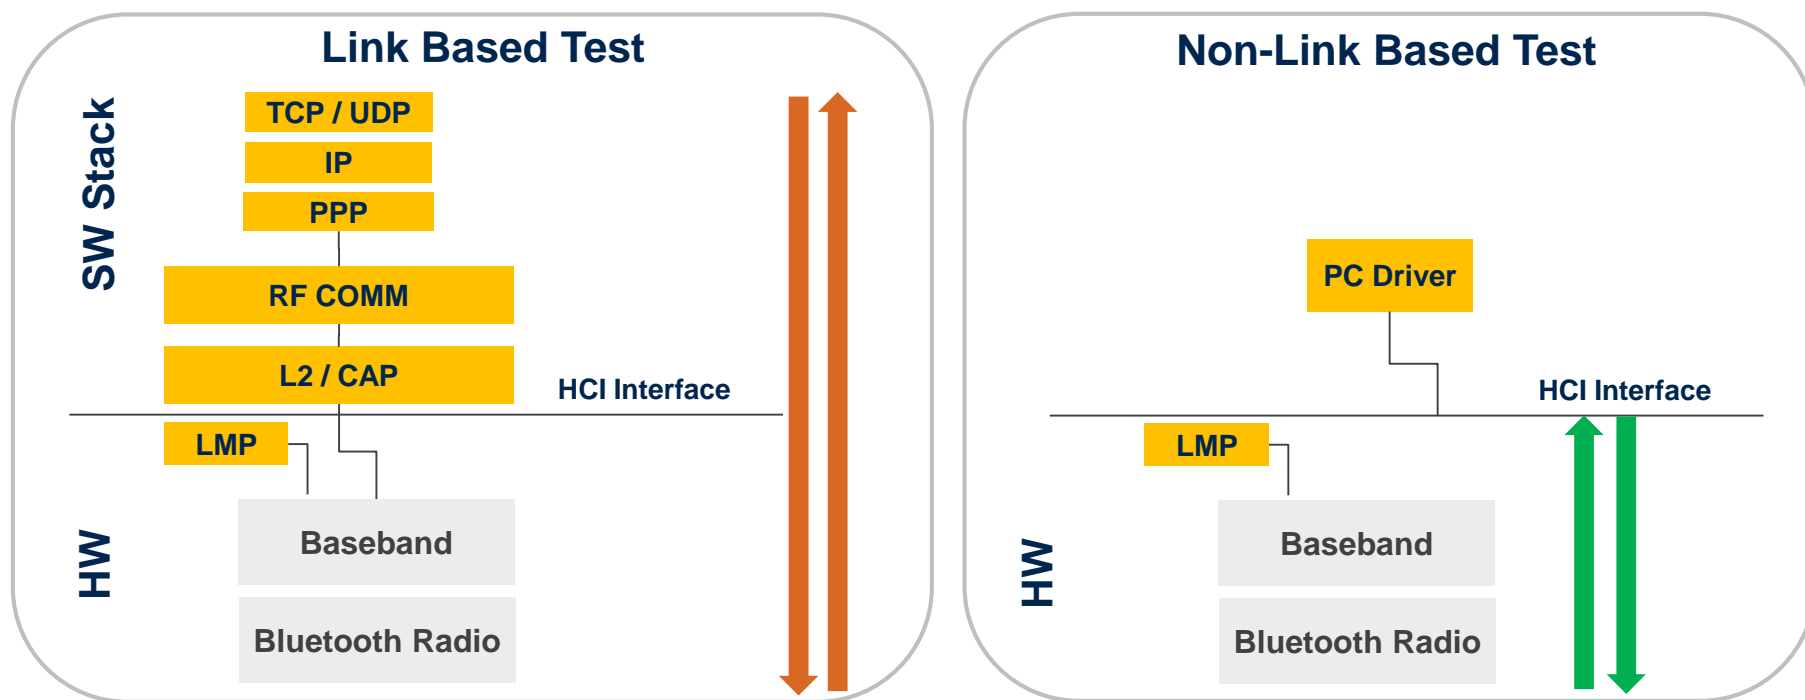 Link Based Test
SW Stack
TCP / UDP
IP
PPP
RF COMM
L2 / CAP
HCI Interface
LMP
HW
Baseband
Bluetooth Radio
Non-Link Based Test
PC Driver
HCI Interface
LMP
HW
Baseband
Bluetooth Radio